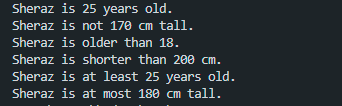 Sheraz is 25 years old.
Sheraz is not 170 cm tall.
Sheraz is older than 18.
Sheraz is shorter than 200 cm.
Sheraz is at least 25 years old.
Sheraz is at most 180 cm tall.